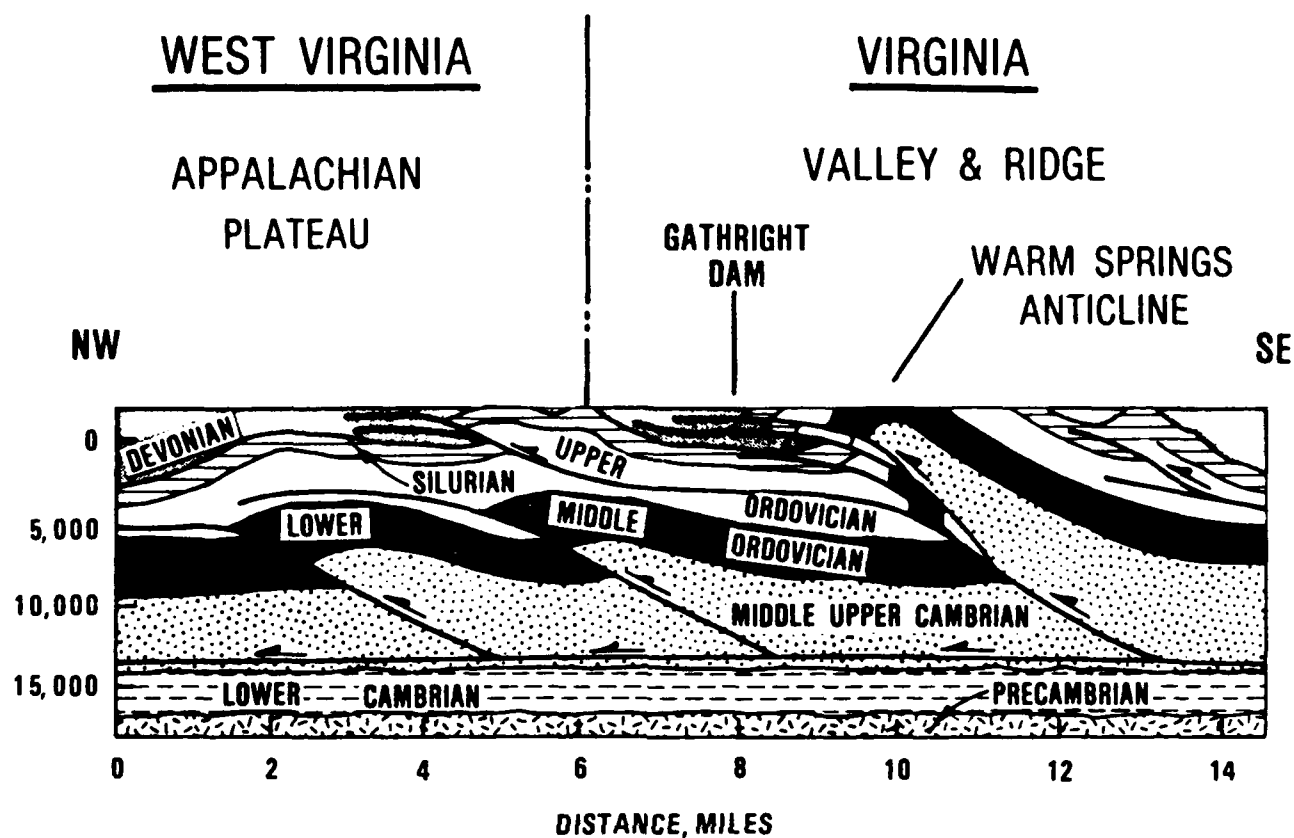 WEST VIRGINIA
VIRGINIA
APPALACHIAN
PLATEAU
VALLEY & RIDGE
GATHRIGHT
DAM
WARM SPRINGS
ANTICLINE
NW
SE
0
5,000
10,000
15,000
DEVONIAN
SILURIAN
UPPER
ORDOVICIAN
LOWER
MIDDLE
ORDOVICIAN
MIDDLE UPPER CAMBRIAN
LOWER CAMBRIAN
PRECAMBRIAN
0 2 4 6 8 10 12 14
DISTANCE, MILES